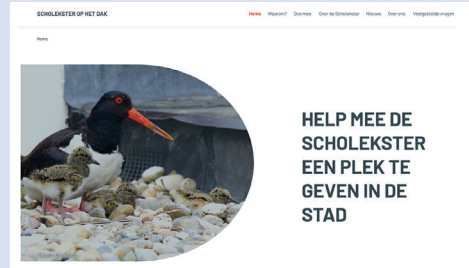 SCHOLEKSTER OP HET DAK
Home Waarom? Doe mee Over de Scholekster Nieuws Over ons Veelgestelde vragen
Home
HELP MEE DE
SCHOLEKSTER
EEN PLEK TE
GEVEN IN DE
STAD